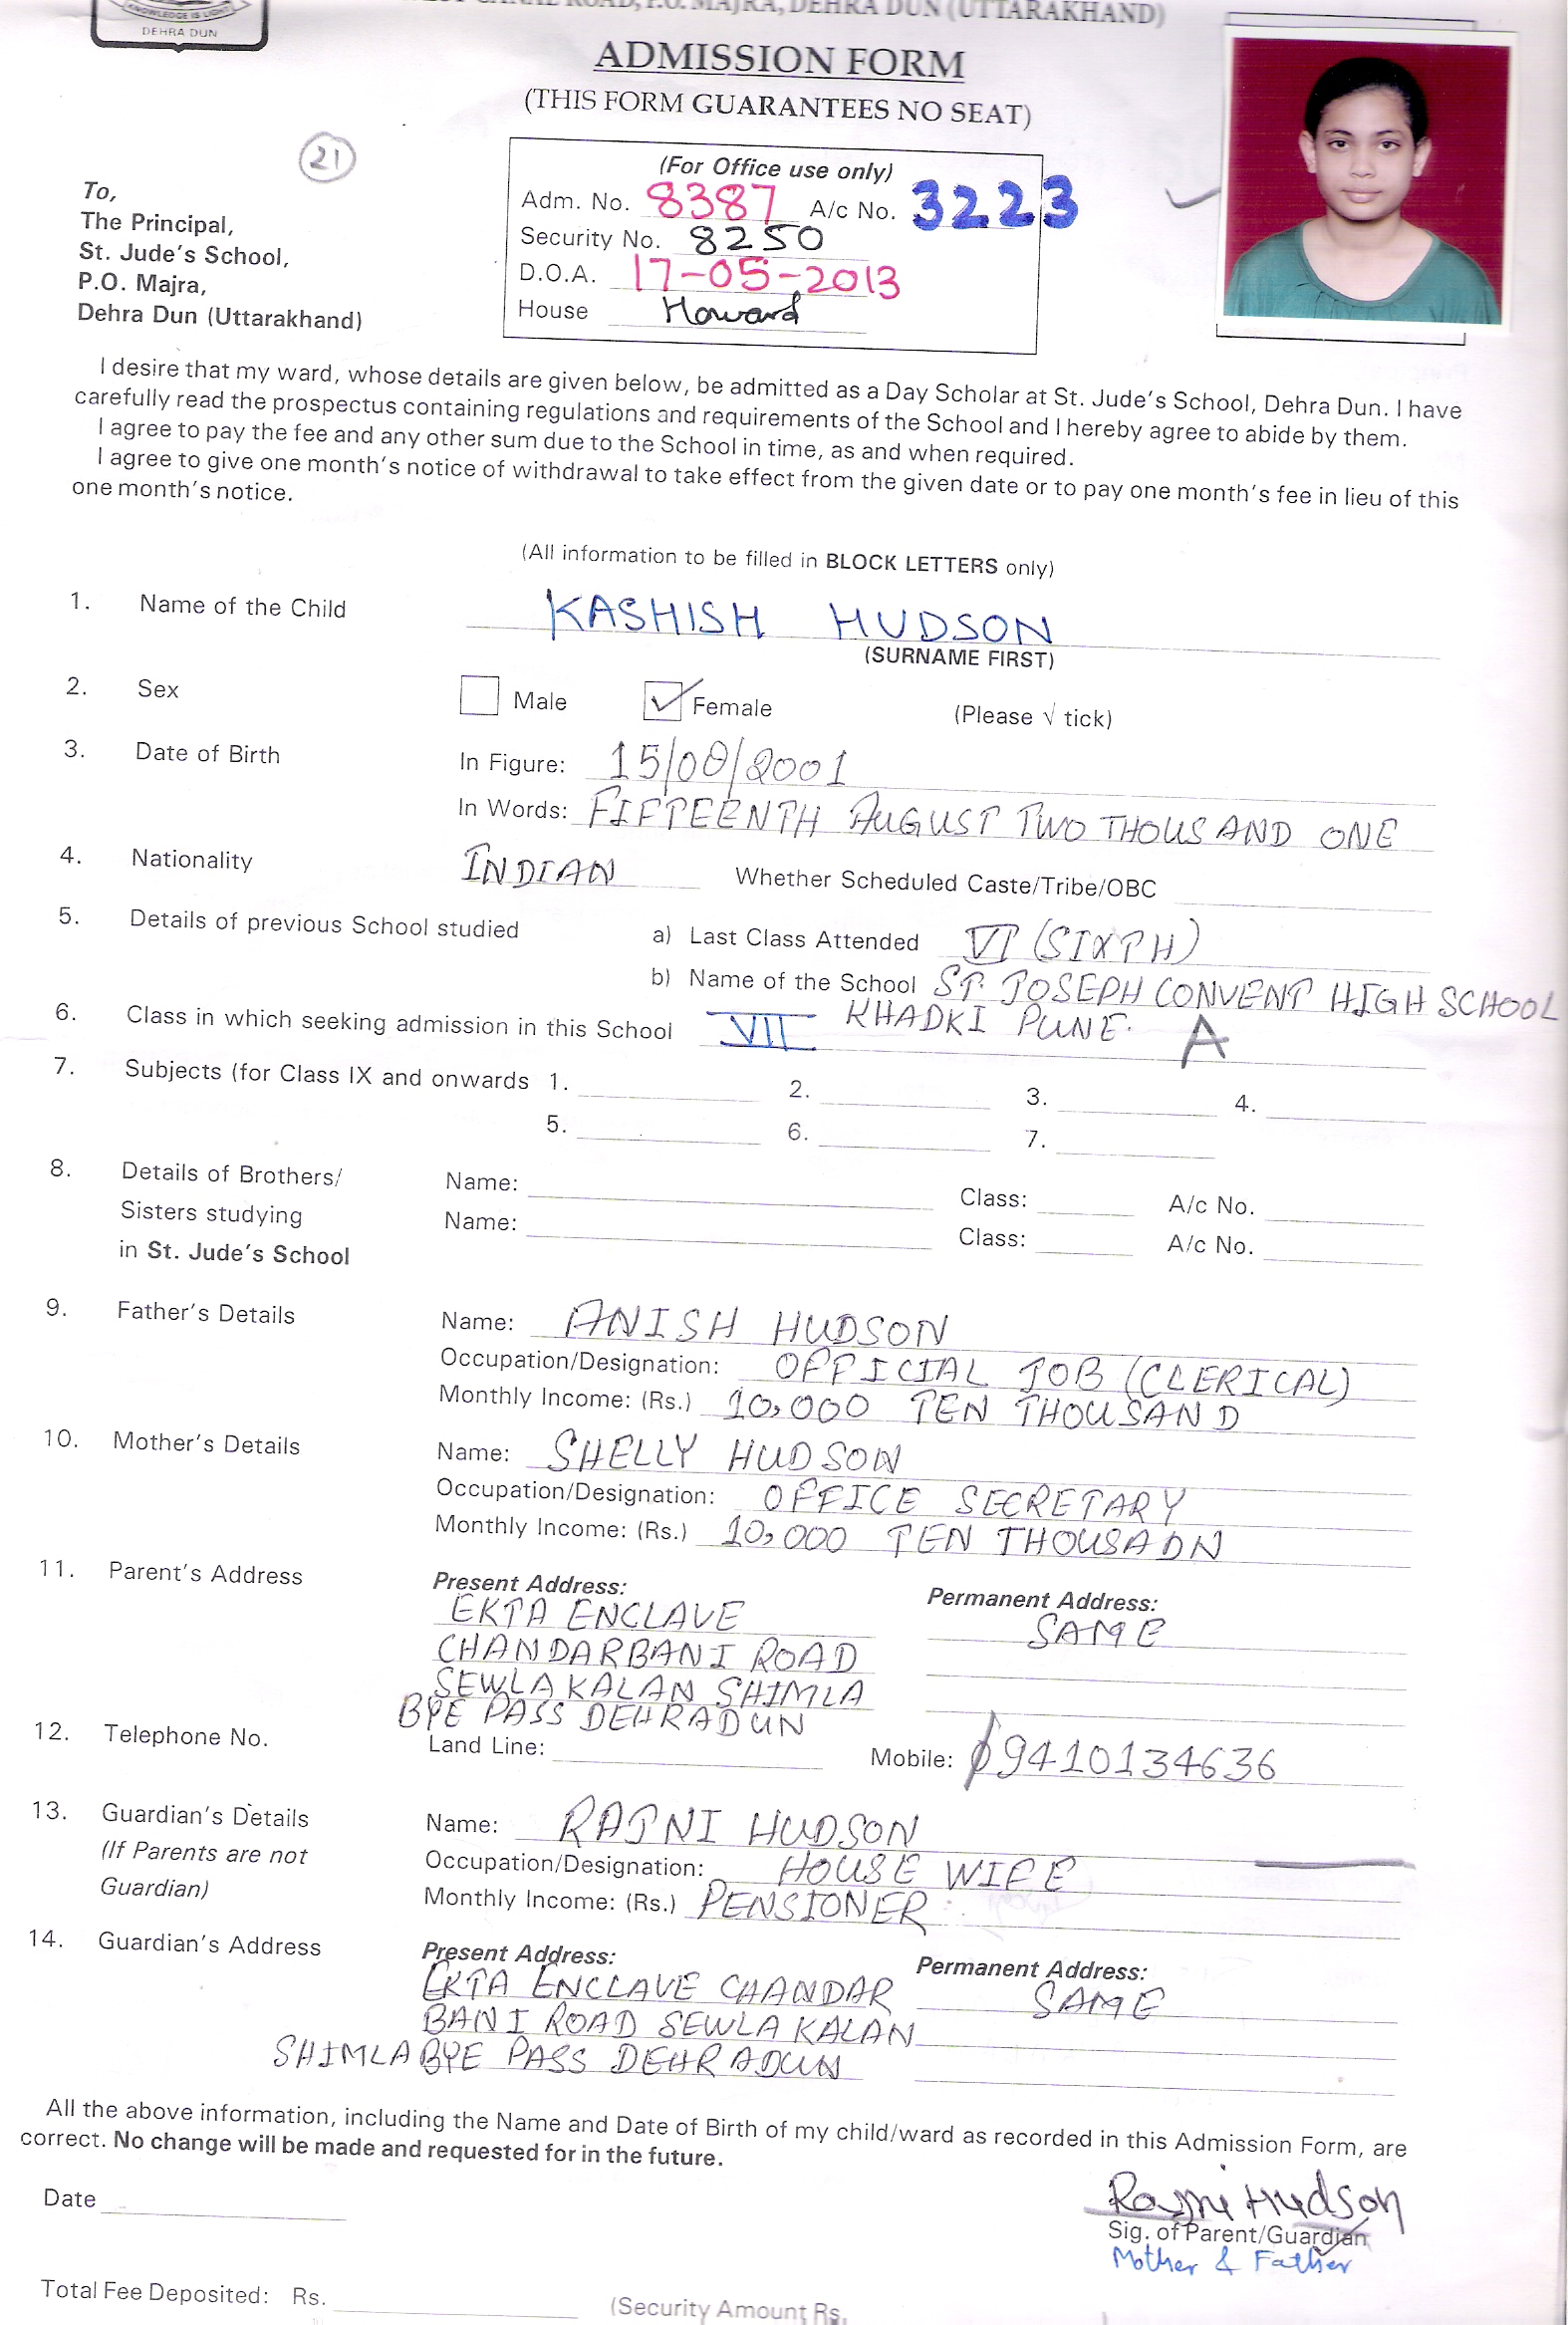 KNOWLEDGE IS LIGHT
DEHRA DUN
WEST CANAL ROAD, P.O. MAJRA, DEHRA DUN (UTTARAKHAND)
ADMISSION FORM
(THIS FORM GUARANTEES NO SEAT)
21
(For Office use only)
Adm. No. 8387 A/c No. 3223
Security No. 8250
D.O.A. 17-05-2013
House Howard
To,
The Principal,
St. Jude's School,
P.O. Majra,
Dehra Dun (Uttarakhand)
I desire that my ward, whose details are given below, be admitted as a Day Scholar at St. Jude's School, Dehra Dun. I have
carefully read the prospectus containing regulations and requirements of the School and I hereby agree to abide by them.
I agree to pay the fee and any other sum due to the School in time, as and when required.
I agree to give one month's notice of withdrawal to take effect from the given date or to pay one month's fee in lieu of this
one month's notice.
(All information to be filled in BLOCK LETTERS only)
1. Name of the Child KASHISH HUDSON
(SURNAME FIRST)
2. Sex Male Female (Please √ tick)
3. Date of Birth In Figure: 15/08/2001
In Words: FIFTEENTH AUGUST TWO THOUSAND ONE
4. Nationality INDIAN Whether Scheduled Caste/Tribe/OBC
5. Details of previous School studied a) Last Class Attended VI (SIXTH)
b) Name of the School ST. JOSEPH CONVENT HIGH SCHOOL
KHADKI PUNE.
6. Class in which seeking admission in this School VII A
7. Subjects (for Class IX and onwards 1. 2. 3. 4.
5. 6. 7.
8. Details of Brothers/ Name: Class: A/c No.
Sisters studying Name: Class: A/c No.
in St. Jude's School
9. Father's Details Name: ANISH HUDSON
Occupation/Designation: OFFICIAL JOB (CLERICAL)
Monthly Income: (Rs.) 10,000 TEN THOUSAND
10. Mother's Details Name: SHELLY HUDSON
Occupation/Designation: OFFICE SECRETARY
Monthly Income: (Rs.) 10,000 TEN THOUSADN
11. Parent's Address Present Address: Permanent Address:
EKTA ENCLAVE SAME
CHANDARBANI ROAD
SEWLA KALAN SHIMLA
BYE PASS DEHRADUN
12. Telephone No. Land Line: Mobile: 9410134636
13. Guardian's Details Name: RAJNI HUDSON
(If Parents are not Occupation/Designation: HOUSE WIFE
Guardian) Monthly Income: (Rs.) PENSIONER
14. Guardian's Address Present Address: Permanent Address:
EKTA ENCLAVE CHANDAR SAME
BANI ROAD SEWLA KALAN
SHIMLA BYE PASS DEHRADUN
All the above information, including the Name and Date of Birth of my child/ward as recorded in this Admission Form, are
correct. No change will be made and requested for in the future.
Rajni Hudson
Date Sig. of Parent/Guardian
Mother & Father
Total Fee Deposited: Rs. (Security Amount Rs.